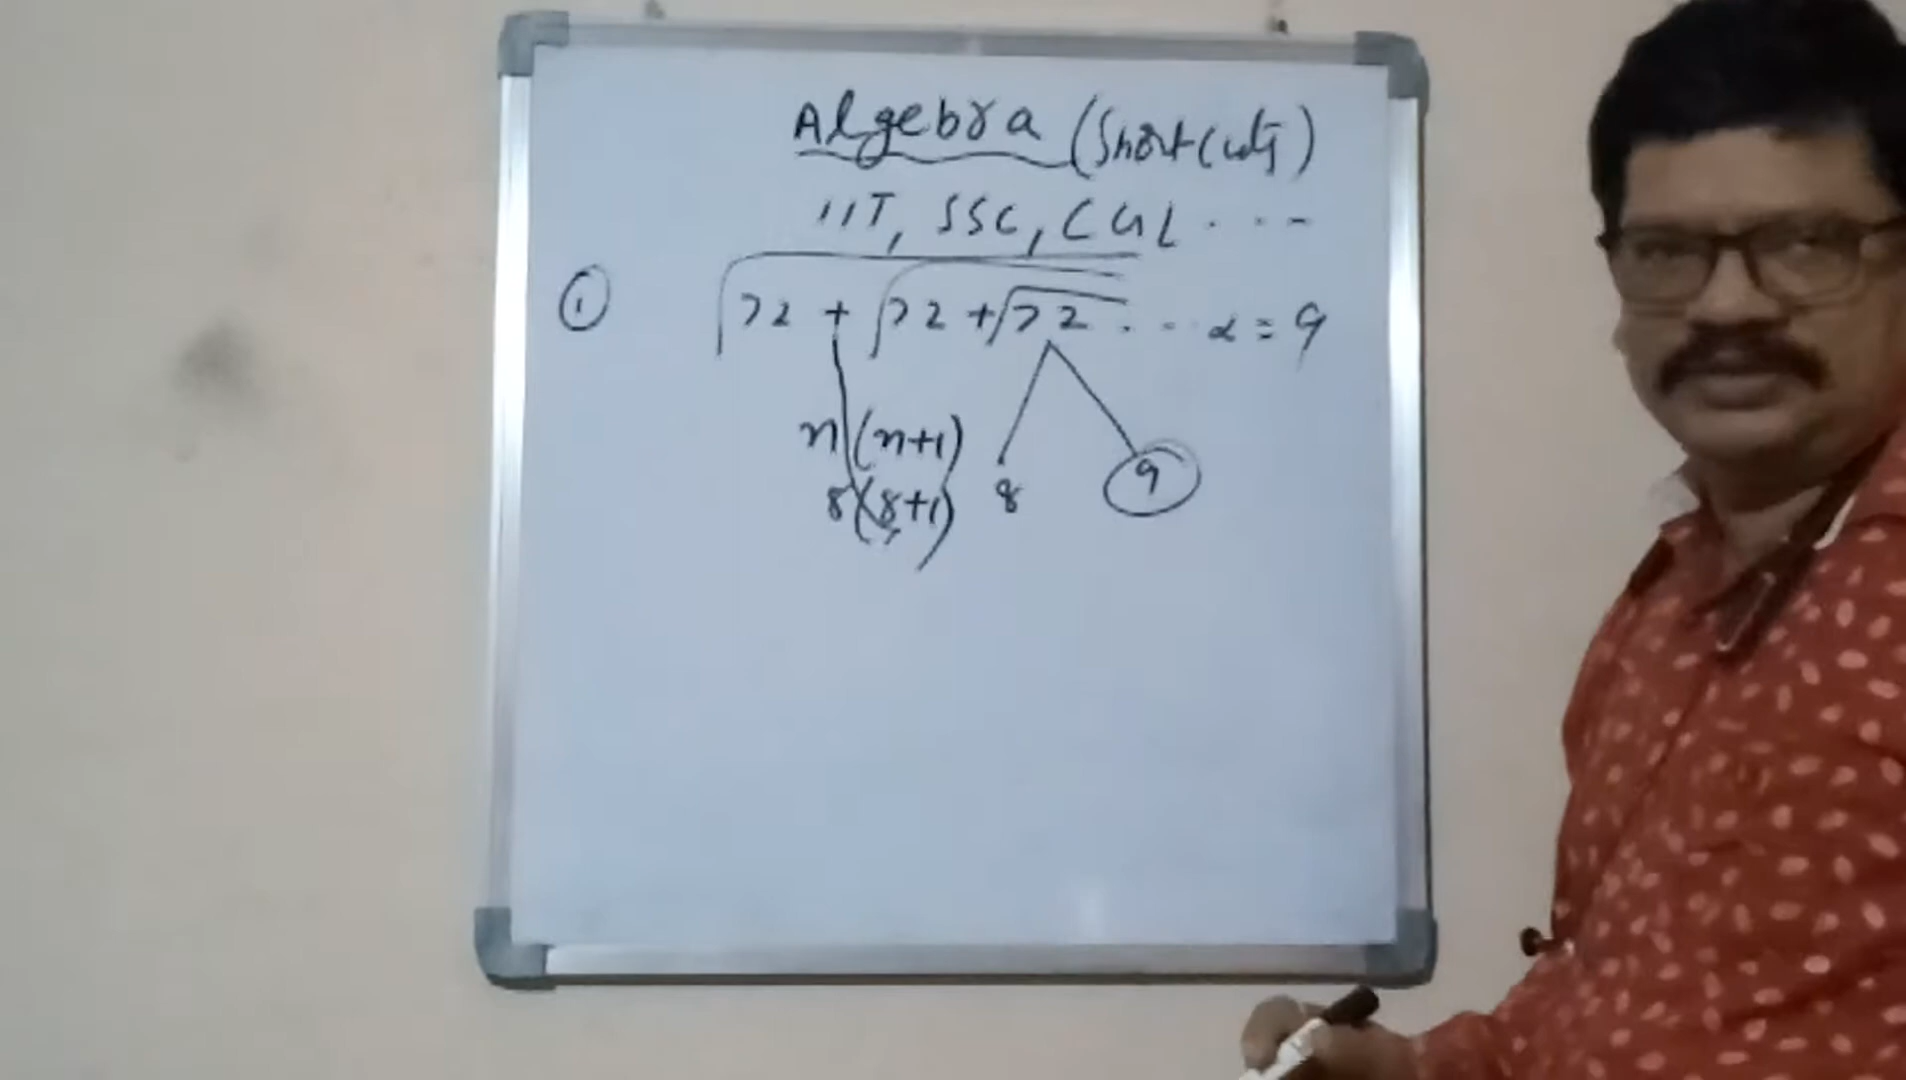 Algebra (Shortcuts)
IIT, SSC, CGL ...
① √72 + √72 + √72 ... α = 9
n(n+1)
8(8+1) 8 9